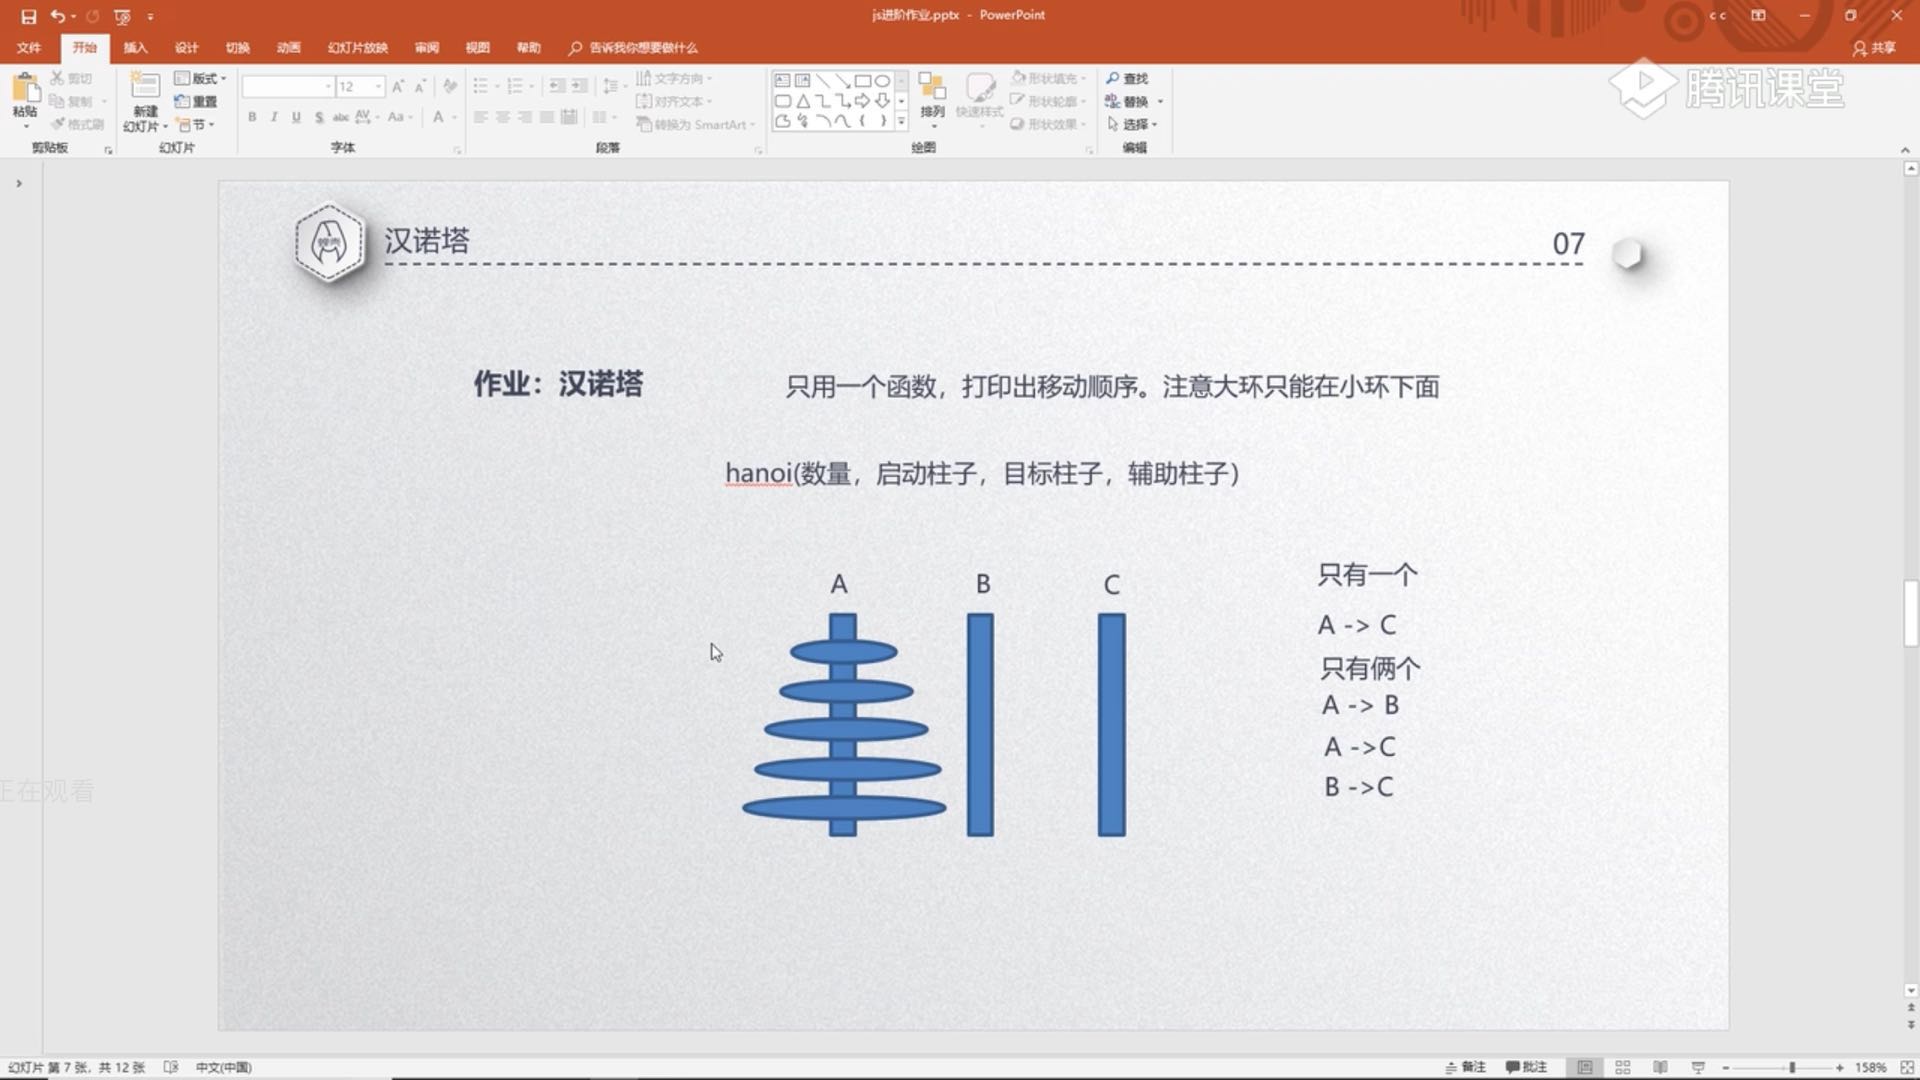 js进阶作业.pptx - PowerPoint
c c
文件 开始 插入 设计 切换 动画 幻灯片放映 审阅 视图 帮助 告诉我你想要做什么 共享
粘贴
剪切
复制
格式刷
剪贴板
新建
幻灯片
版式
重置
节
幻灯片
12
B I U S abc AV Aa A
字体
文字方向
对齐文本
转换为 SmartArt
段落
排列
快速样式
形状填充
形状轮廓
形状效果
绘图
查找
替换
选择
编辑
腾讯课堂
汉诺塔
07
作业：汉诺塔
只用一个函数，打印出移动顺序。注意大环只能在小环下面
hanoi(数量，启动柱子，目标柱子，辅助柱子)
A B C
只有一个
A -> C
只有俩个
A -> B
A ->C
B ->C
正在观看
幻灯片 第 7 张，共 12 张 中文(中国) 备注 批注 158%